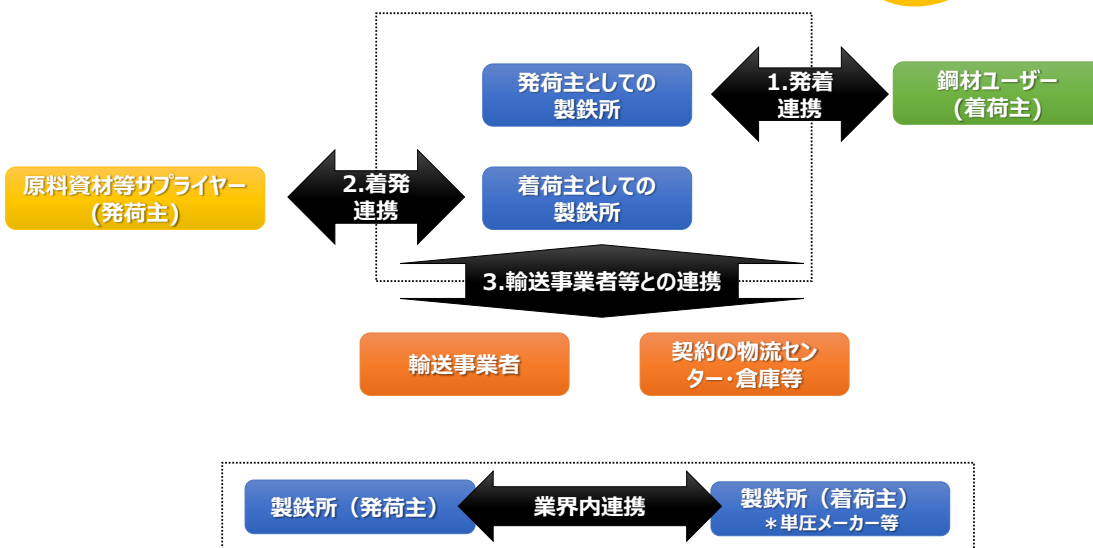 発荷主としての
製鉄所
1.発着
連携
鋼材ユーザー
(着荷主)
原料資材等サプライヤー
(発荷主)
2.着発
連携
着荷主としての
製鉄所
3.輸送事業者等との連携
輸送事業者
契約の物流セン
ター・倉庫等
製鉄所（発荷主）
業界内連携
製鉄所（着荷主）
＊単圧メーカー等